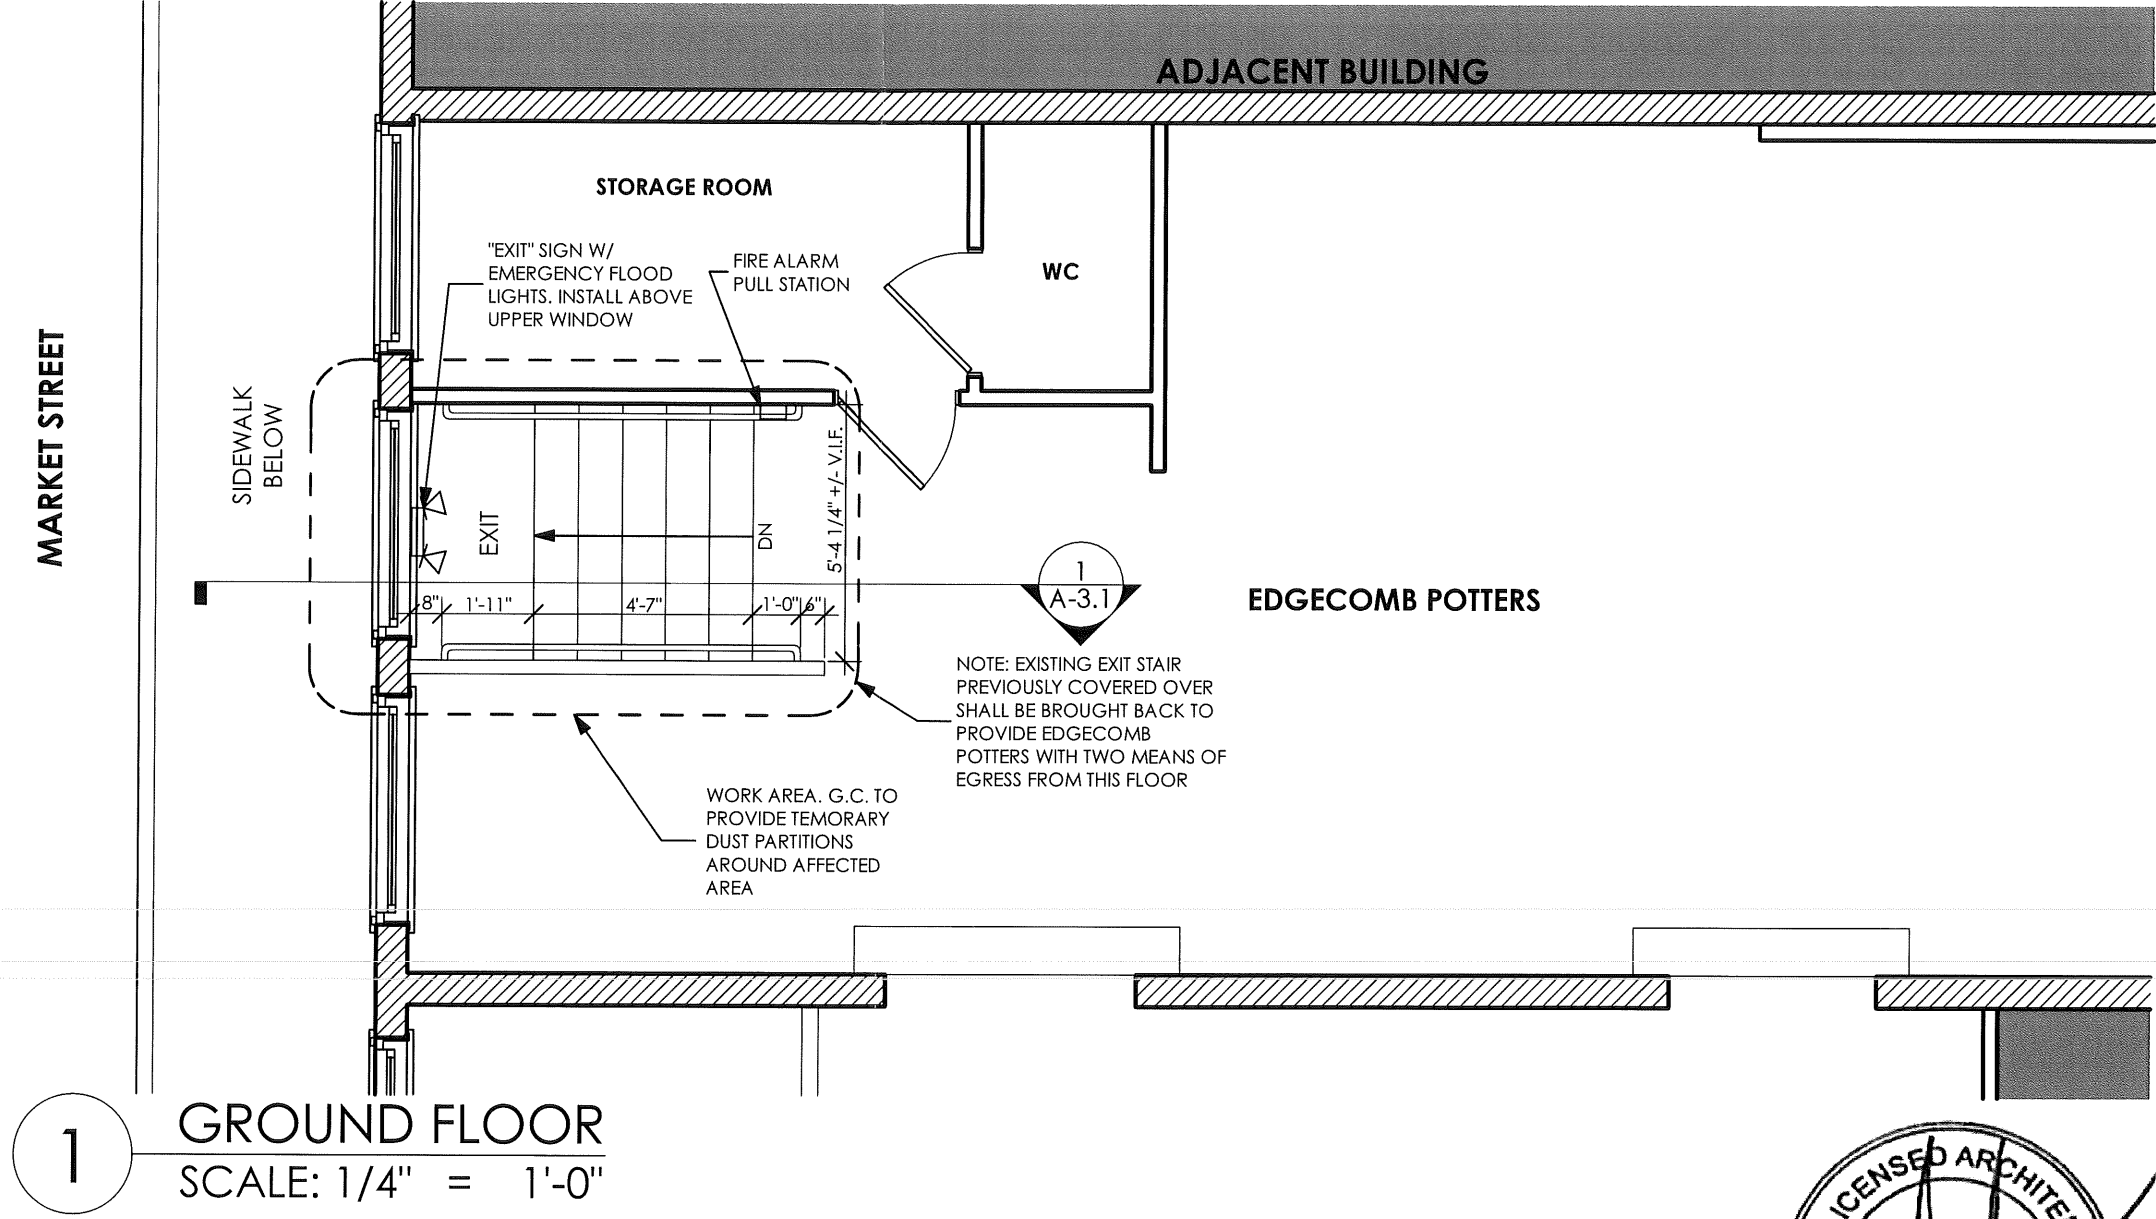 ADJACENT BUILDING
STORAGE ROOM
"EXIT" SIGN W/
EMERGENCY FLOOD
LIGHTS. INSTALL ABOVE
UPPER WINDOW
FIRE ALARM
PULL STATION
WC
MARKET STREET
SIDEWALK
BELOW
EXIT
DN
5'-4 1/4" +/- V.I.F.
8"
1'-11"
4'-7"
1'-0"
6"
1
A-3.1
EDGECOMB POTTERS
NOTE: EXISTING EXIT STAIR
PREVIOUSLY COVERED OVER
SHALL BE BROUGHT BACK TO
PROVIDE EDGECOMB
POTTERS WITH TWO MEANS OF
EGRESS FROM THIS FLOOR
WORK AREA. G.C. TO
PROVIDE TEMORARY
DUST PARTITIONS
AROUND AFFECTED
AREA
1
GROUND FLOOR
SCALE: 1/4" = 1'-0"
ICENSED ARCHITE